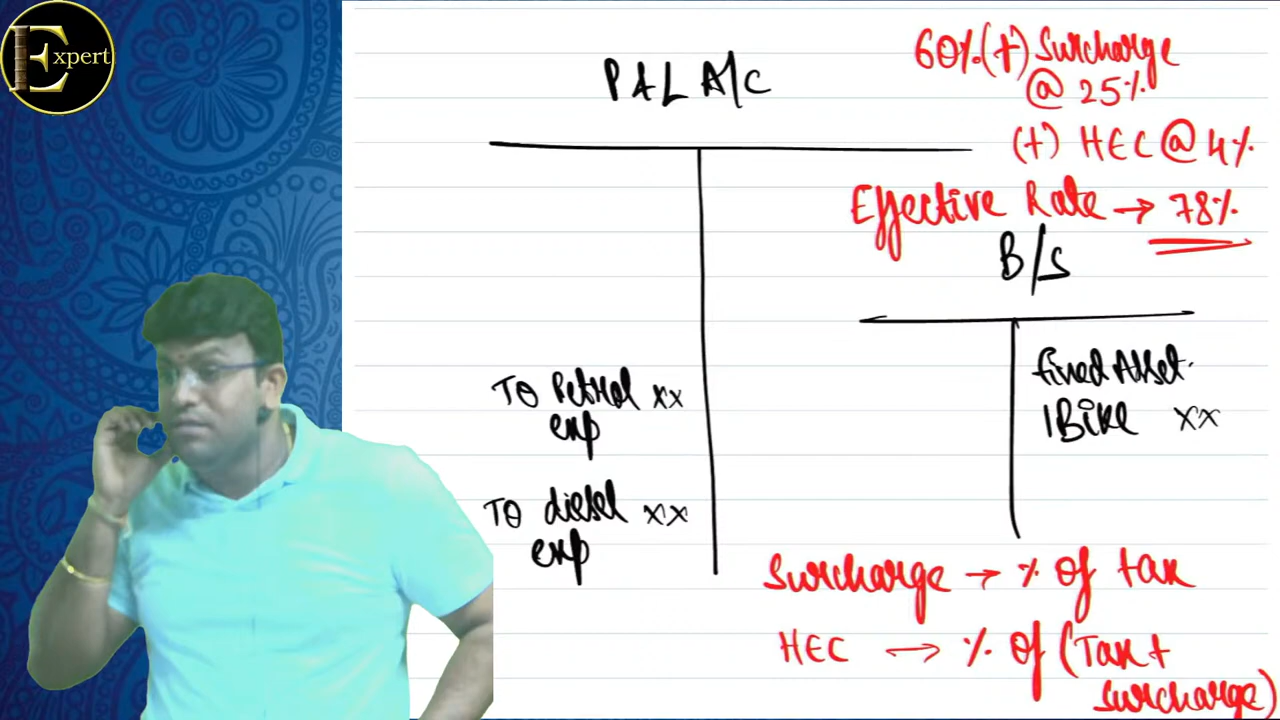 Expert
P&L A/C
60% (+) Surcharge
@ 25%
(+) HEC @ 4%
Effective Rate → 78%
B/S
To Petrol xx
exp
To diesel xx
exp
Fixed Asset.
1 Bike xx
Surcharge → % of tax
HEC → % of (Tax +
surcharge)